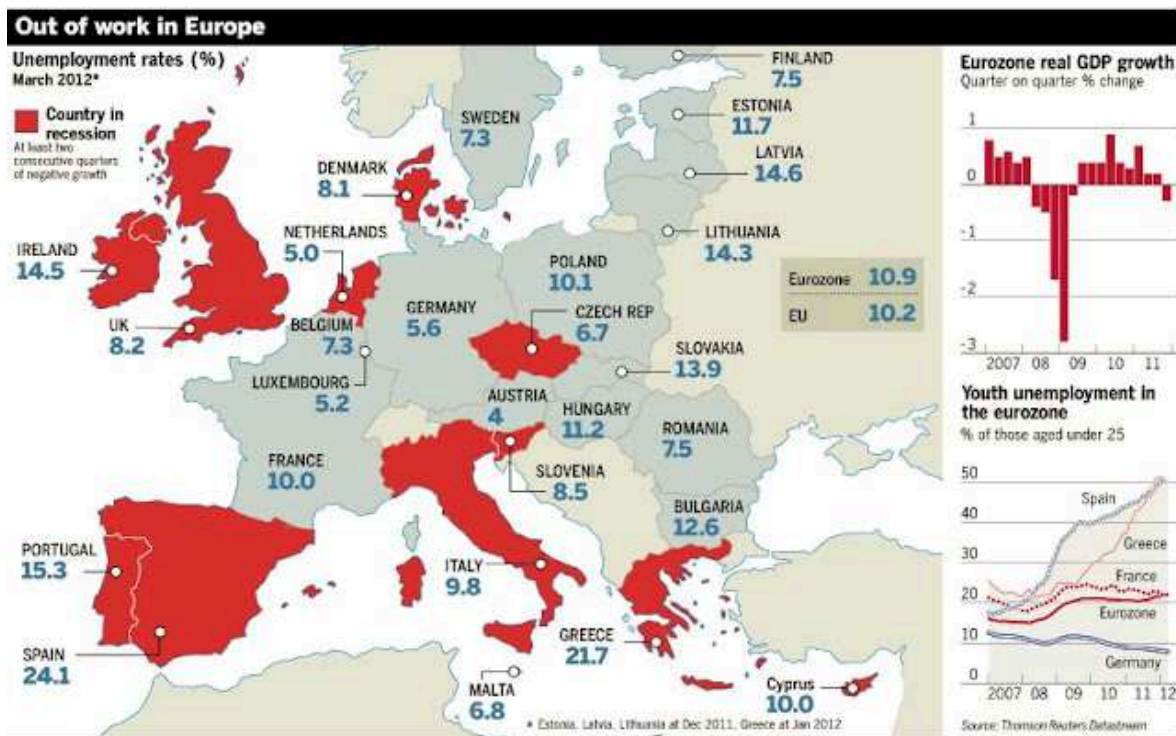 Out of work in Europe
Unemployment rates (%)
March 2012*
Country in
recession
At least two
consecutive quarters
of negative growth
FINLAND
7.5
SWEDEN
7.3
ESTONIA
11.7
LATVIA
14.6
LITHUANIA
14.3
DENMARK
8.1
NETHERLANDS
5.0
IRELAND
14.5
UK
8.2
BELGIUM
7.3
LUXEMBOURG
5.2
GERMANY
5.6
POLAND
10.1
CZECH REP
6.7
SLOVAKIA
13.9
AUSTRIA
4
HUNGARY
11.2
ROMANIA
7.5
SLOVENIA
8.5
BULGARIA
12.6
FRANCE
10.0
PORTUGAL
15.3
SPAIN
24.1
ITALY
9.8
GREECE
21.7
MALTA
6.8
Cyprus
10.0
Eurozone 10.9
EU 10.2
* Estonia, Latvia, Lithuania at Dec 2011, Greece at Jan 2012
Eurozone real GDP growth
Quarter on quarter % change
1
0
-1
-2
-3
2007 08 09 10 11
Youth unemployment in
the eurozone
% of those aged under 25
50
40
30
20
10
0
Spain
Greece
France
Eurozone
Germany
2007 08 09 10 11 12
Source: Thomson Reuters Datastream